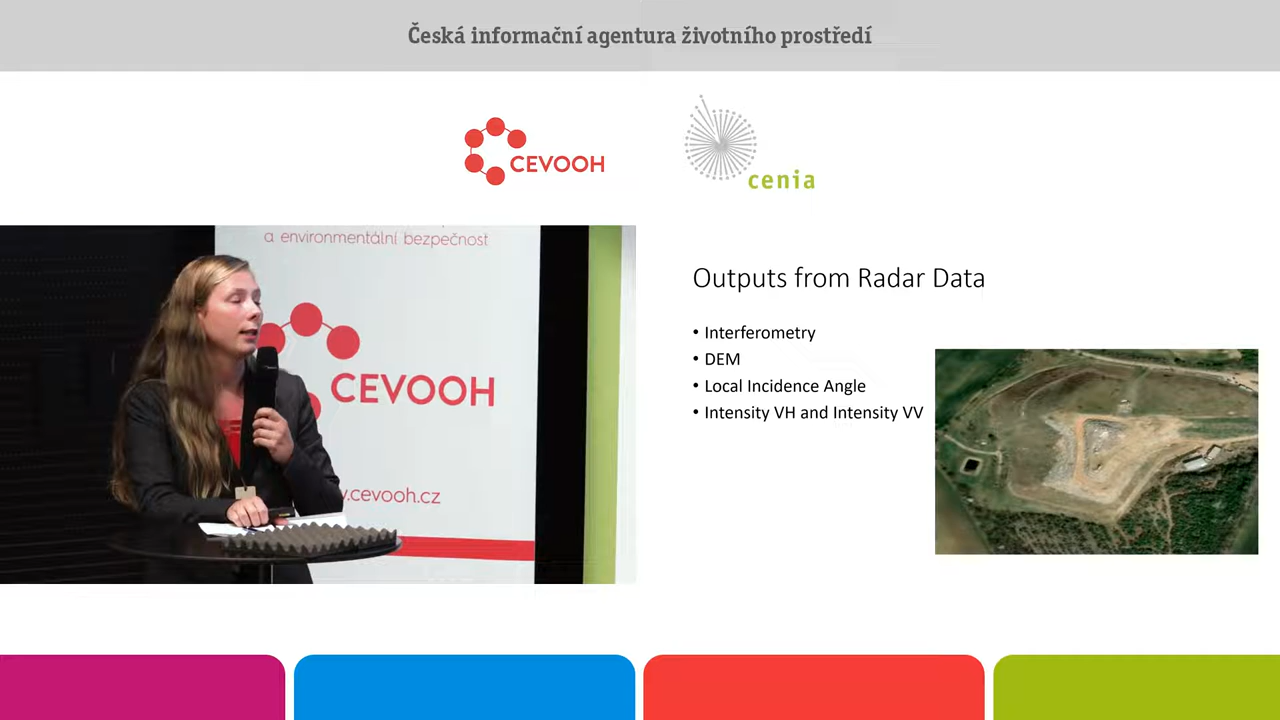 Česká informační agentura životního prostředí
CEVOOH
cenia
a environmentální bezpečnost
CEVOOH
.cevooh.cz
Outputs from Radar Data
• Interferometry
• DEM
• Local Incidence Angle
• Intensity VH and Intensity VV